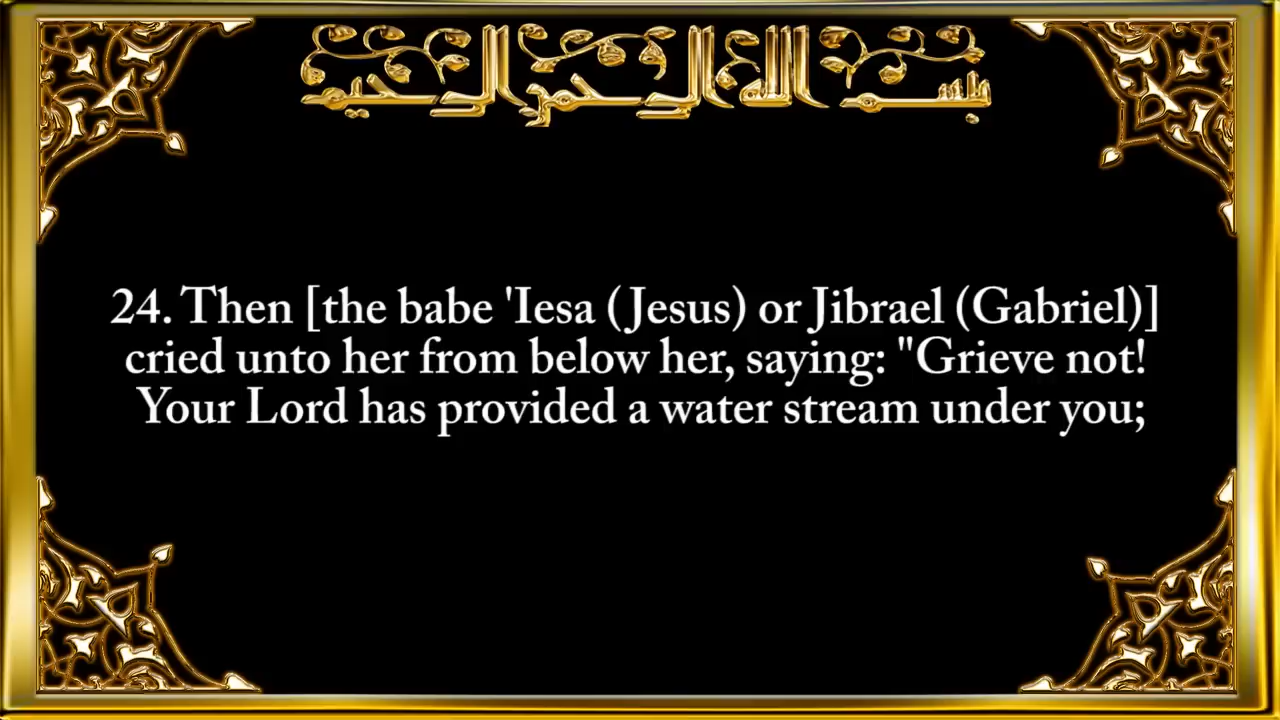 بسم الله الرحمن الرحيم
24. Then [the babe 'Iesa (Jesus) or Jibrael (Gabriel)]
cried unto her from below her, saying: "Grieve not!
Your Lord has provided a water stream under you;